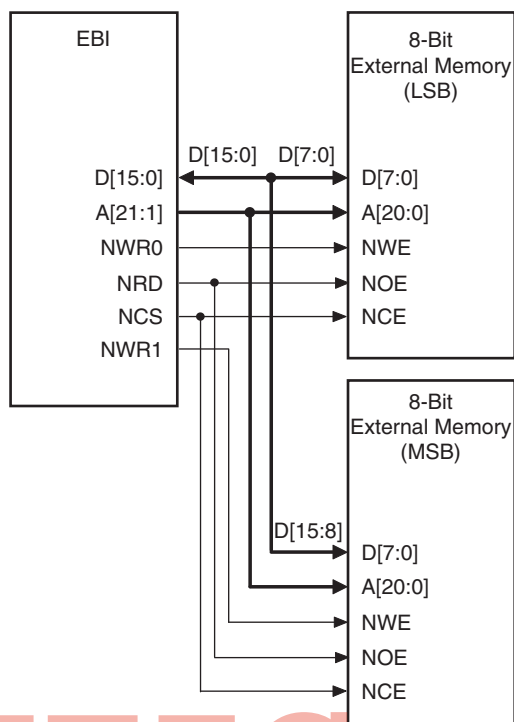 EBI
D[15:0]
A[21:1]
NWR0
NRD
NCS
NWR1
D[15:0]
D[7:0]
8-Bit
External Memory
(LSB)
D[7:0]
A[20:0]
NWE
NOE
NCE
D[15:8]
8-Bit
External Memory
(MSB)
D[7:0]
A[20:0]
NWE
NOE
NCE